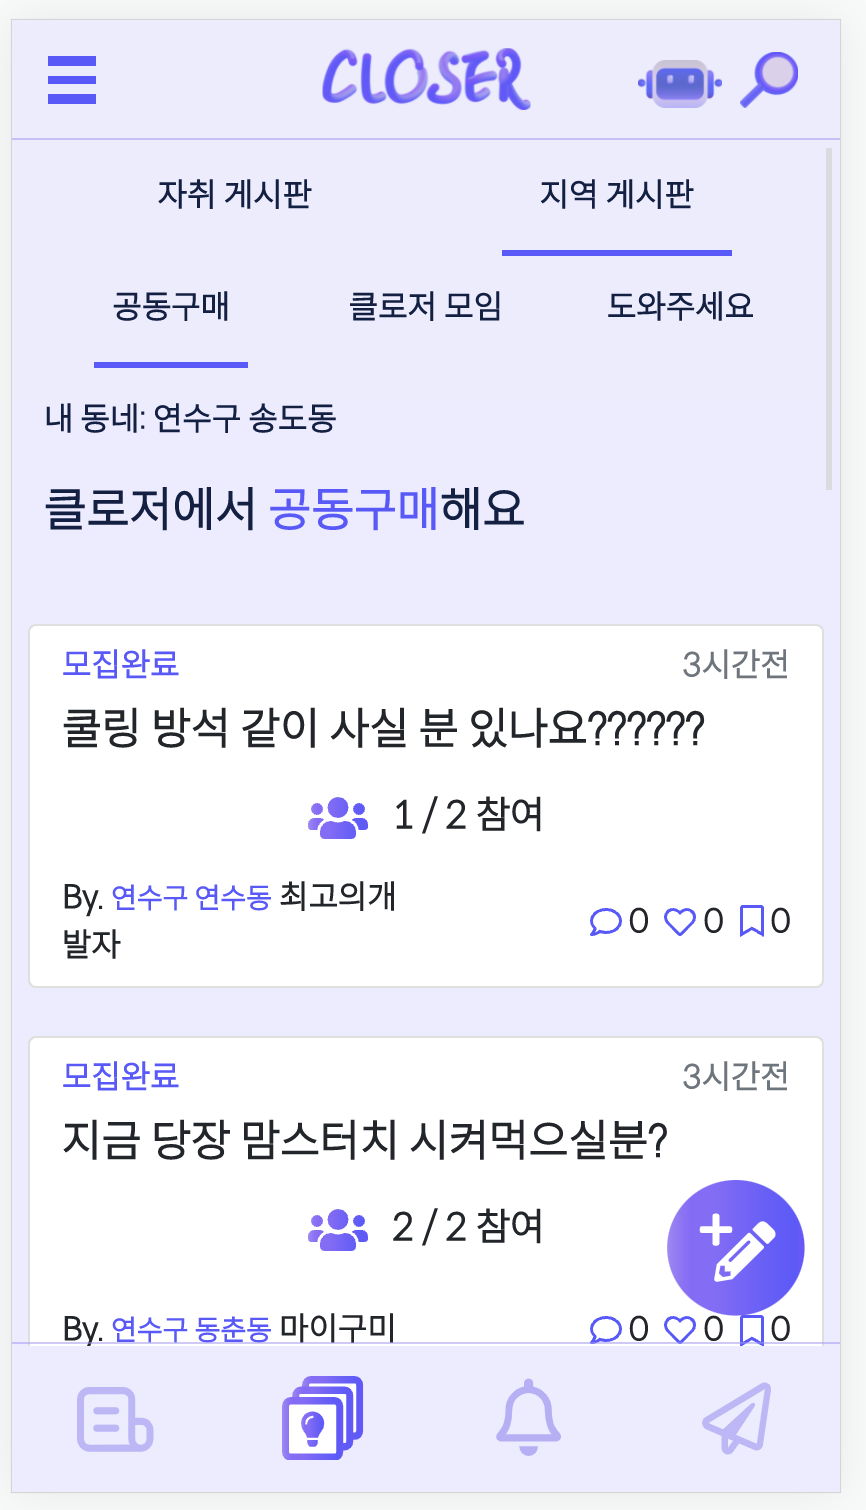 CLOSER
자취 게시판 지역 게시판
공동구매 클로저 모임 도와주세요
내 동네: 연수구 송도동
클로저에서 공동구매해요
모집완료 3시간전
쿨링 방석 같이 사실 분 있나요??????
1 / 2 참여
By. 연수구 연수동 최고의개
발자
0 0 0
모집완료 3시간전
지금 당장 맘스터치 시켜먹으실분?
2 / 2 참여
By. 연수구 동춘동 마이구미 0 0 0